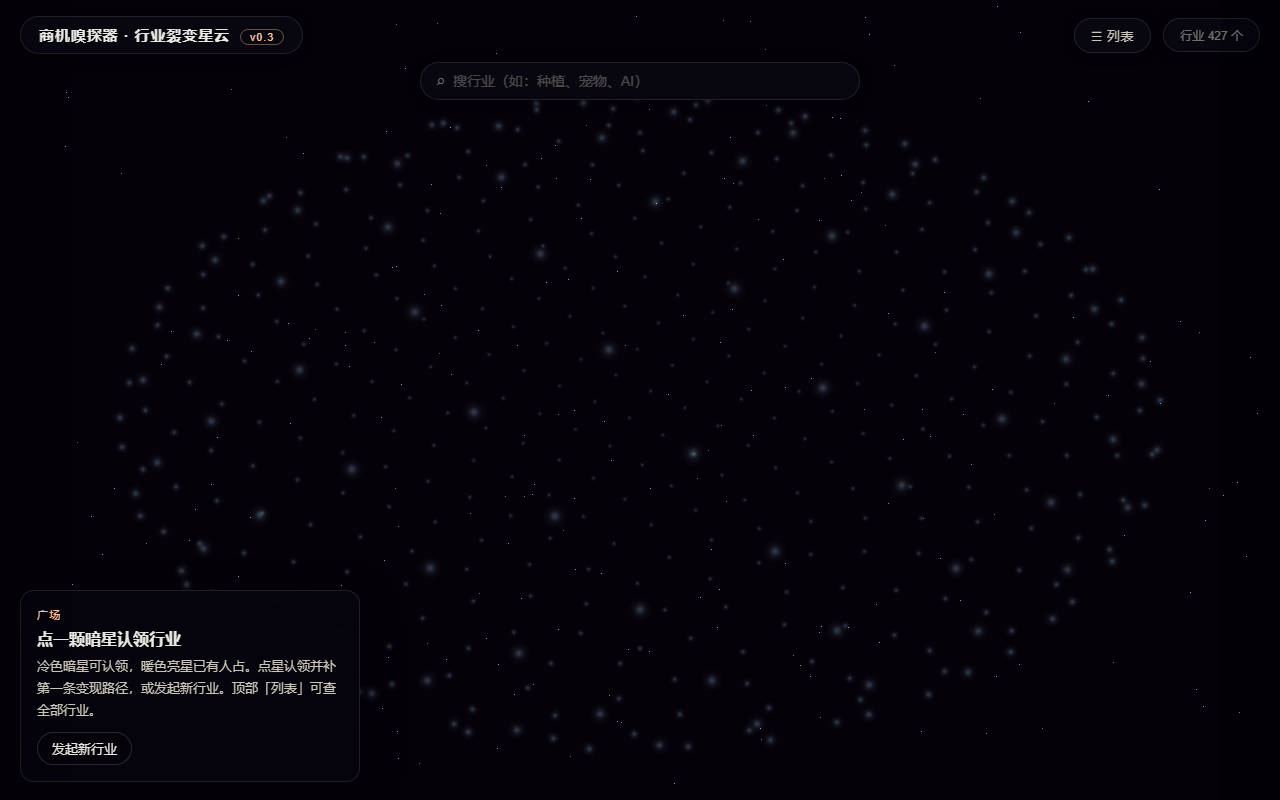 商机嗅探器 · 行业裂变星云 v0.3
☰ 列表
行业 427 个
搜行业（如：种植、宠物、AI）
广场
点一颗暗星认领行业
冷色暗星可认领，暖色亮星已有人占。点星认领并补
第一条变现路径，或发起新行业。顶部「列表」可查
全部行业。
发起新行业